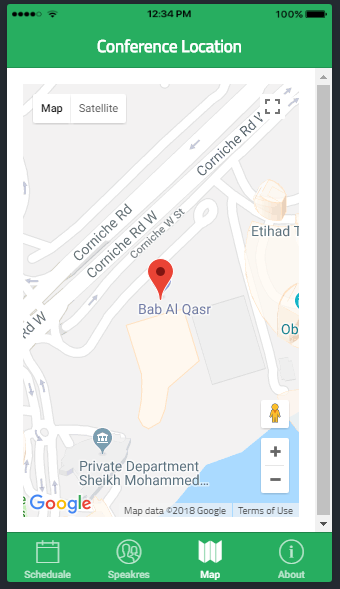 12:34 PM
100%
Conference Location
Map
Satellite
Corniche Rd W
Corniche Rd
Corniche Rd W
Corniche W St
Etihad T
Rd W
Bab Al Qasr
Ob
Private Department
Sheikh Mohammed...
Google
Map data ©2018 Google
Terms of Use
Scheduale
Speakres
Map
About